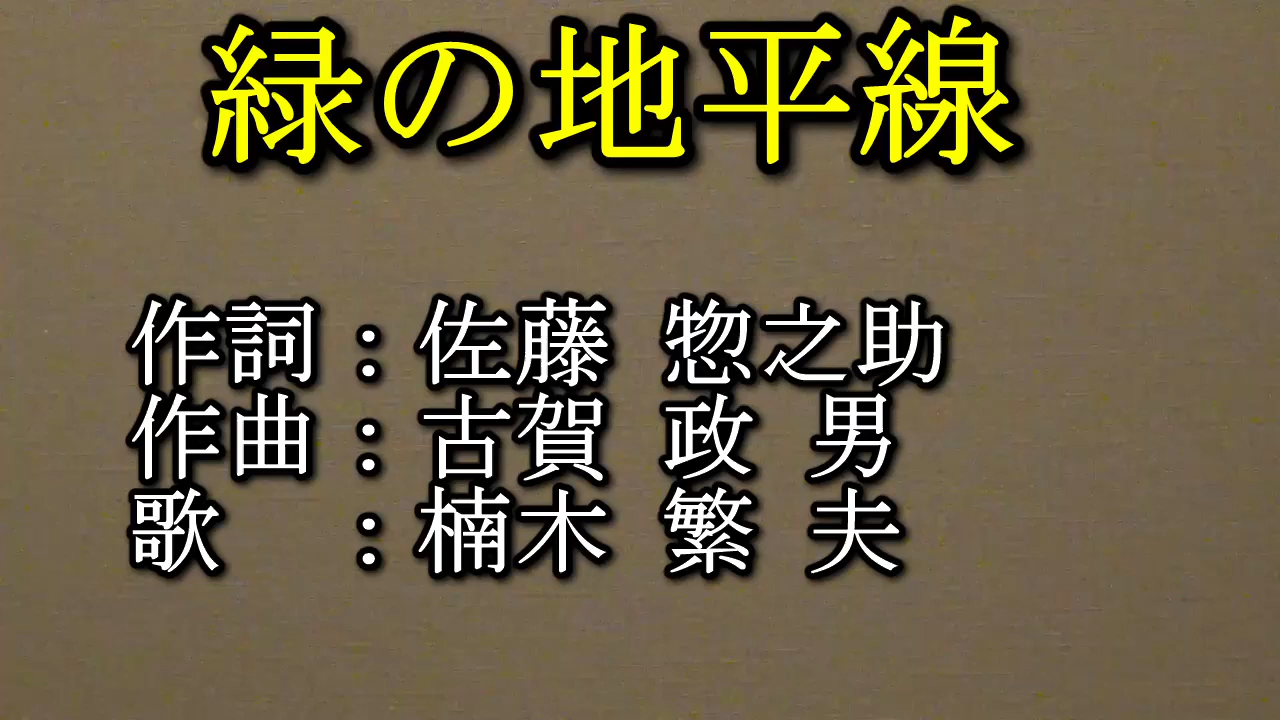 緑の地平線
作詞：佐藤 惣之助
作曲：古賀 政 男
歌　：楠木 繁 夫